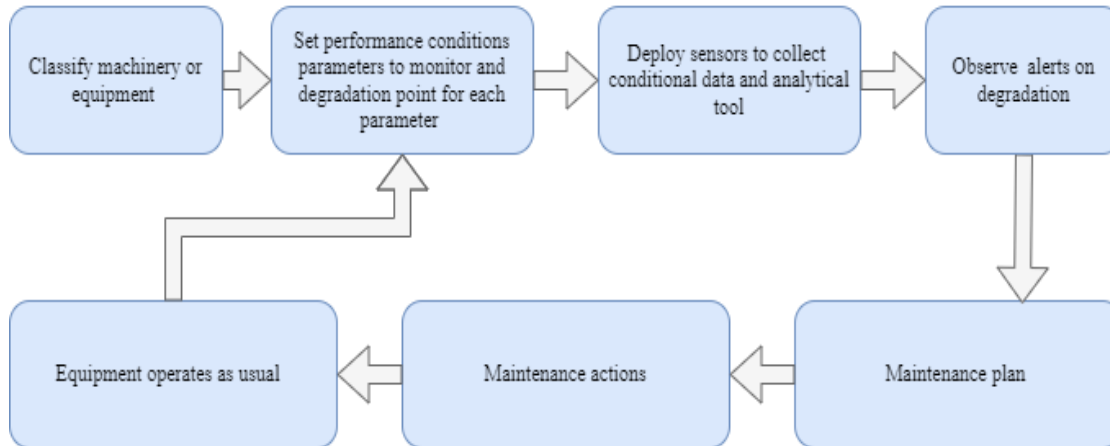 Classify machinery or
equipment
Set performance conditions
parameters to monitor and
degradation point for each
parameter
Deploy sensors to collect
conditional data and analytical
tool
Observe alerts on
degradation
Equipment operates as usual
Maintenance actions
Maintenance plan